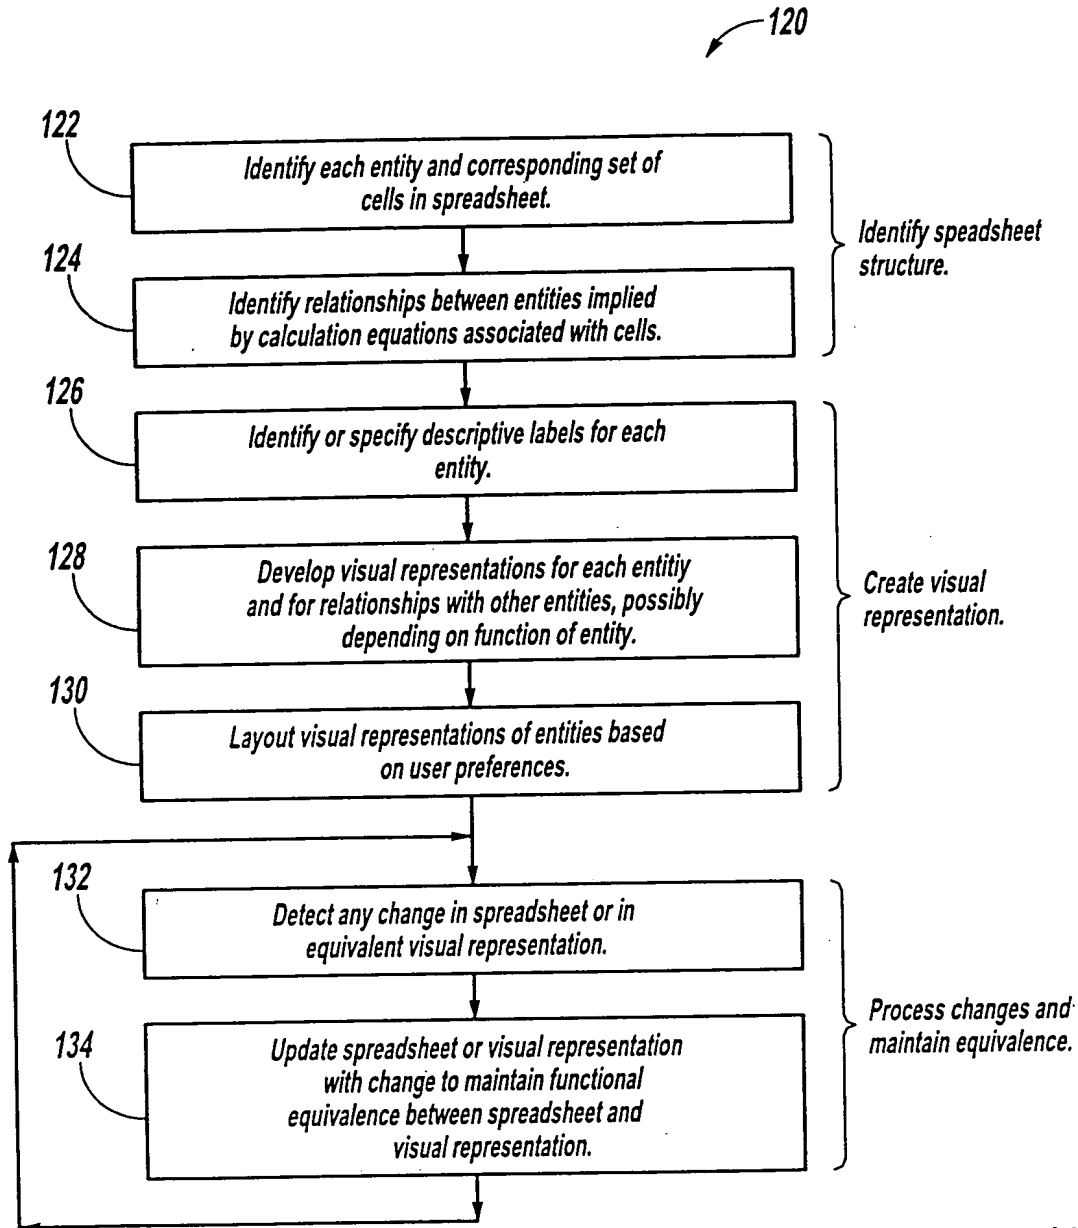 120
122
Identify each entity and corresponding set of
cells in spreadsheet.
Identify speadsheet
structure.
124
Identify relationships between entities implied
by calculation equations associated with cells.
126
Identify or specify descriptive labels for each
entity.
128
Develop visual representations for each entitiy
and for relationships with other entities, possibly
depending on function of entity.
Create visual
representation.
130
Layout visual representations of entities based
on user preferences.
132
Detect any change in spreadsheet or in
equivalent visual representation.
Process changes and
maintain equivalence.
134
Update spreadsheet or visual representation
with change to maintain functional
equivalence between spreadsheet and
visual representation.